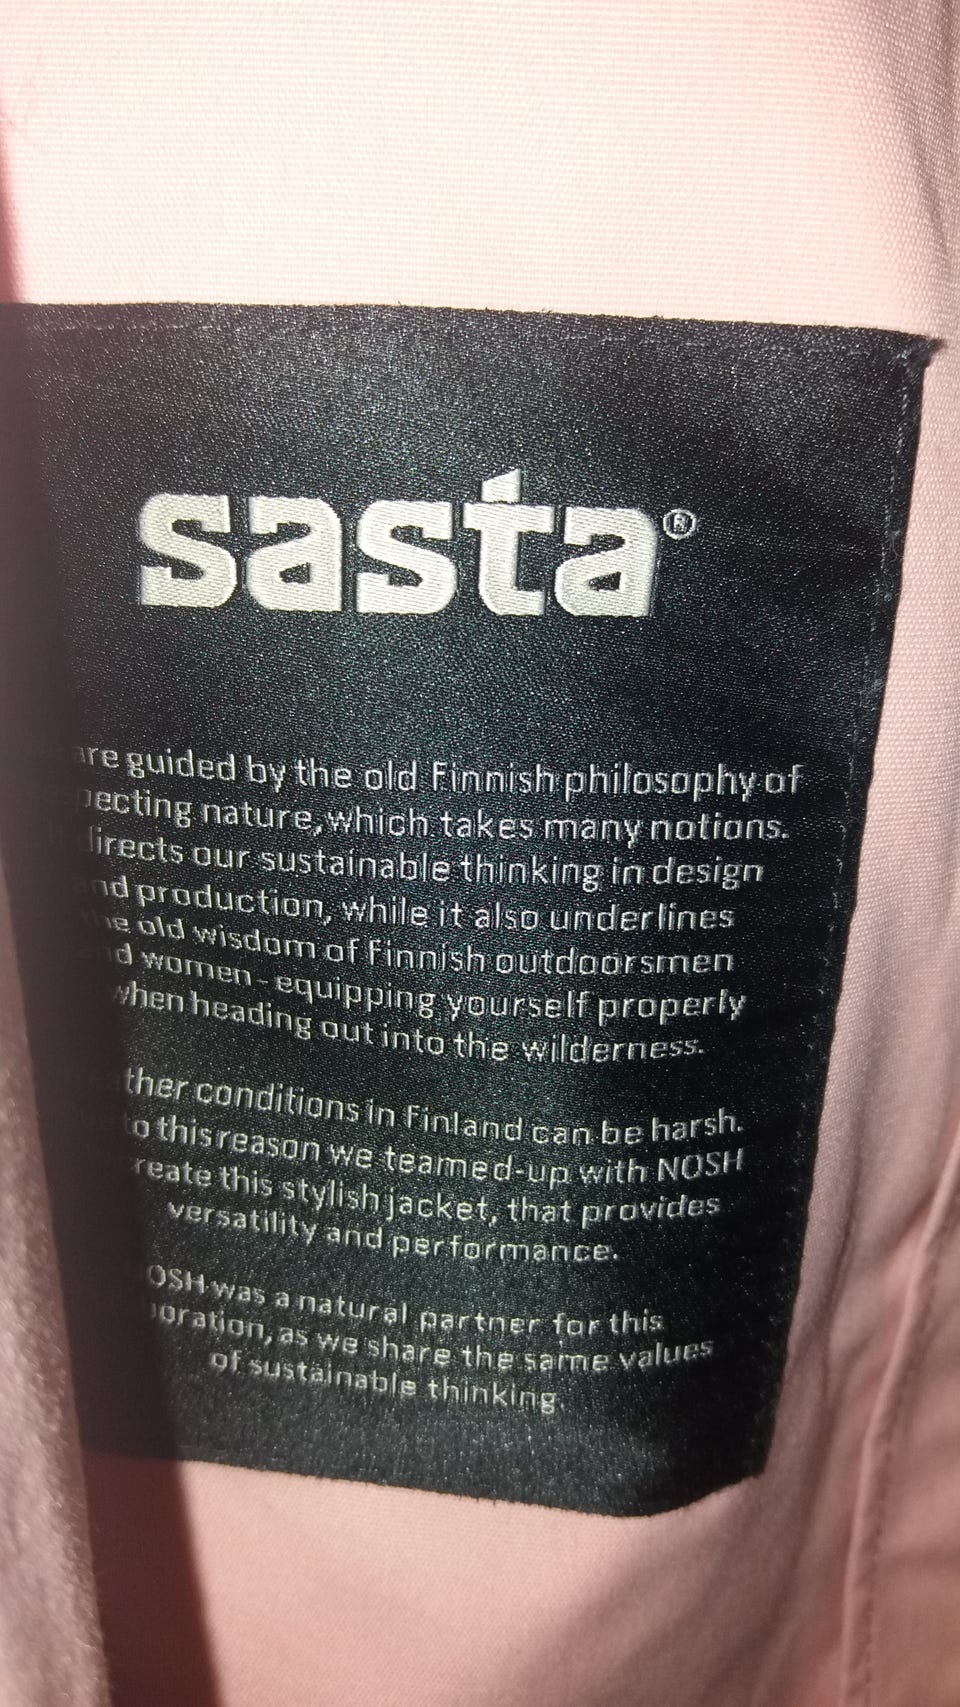 sasta®
are guided by the old Finnish philosophy of
pecting nature, which takes many notions.
directs our sustainable thinking in design
and production, while it also underlines
the old wisdom of Finnish outdoorsmen
and women - equipping yourself properly
when heading out into the wilderness.
ther conditions in Finland can be harsh.
to this reason we teamed-up with NOSH
reate this stylish jacket, that provides
versatility and performance.
OSH was a natural partner for this
oration, as we share the same values
of sustainable thinking.